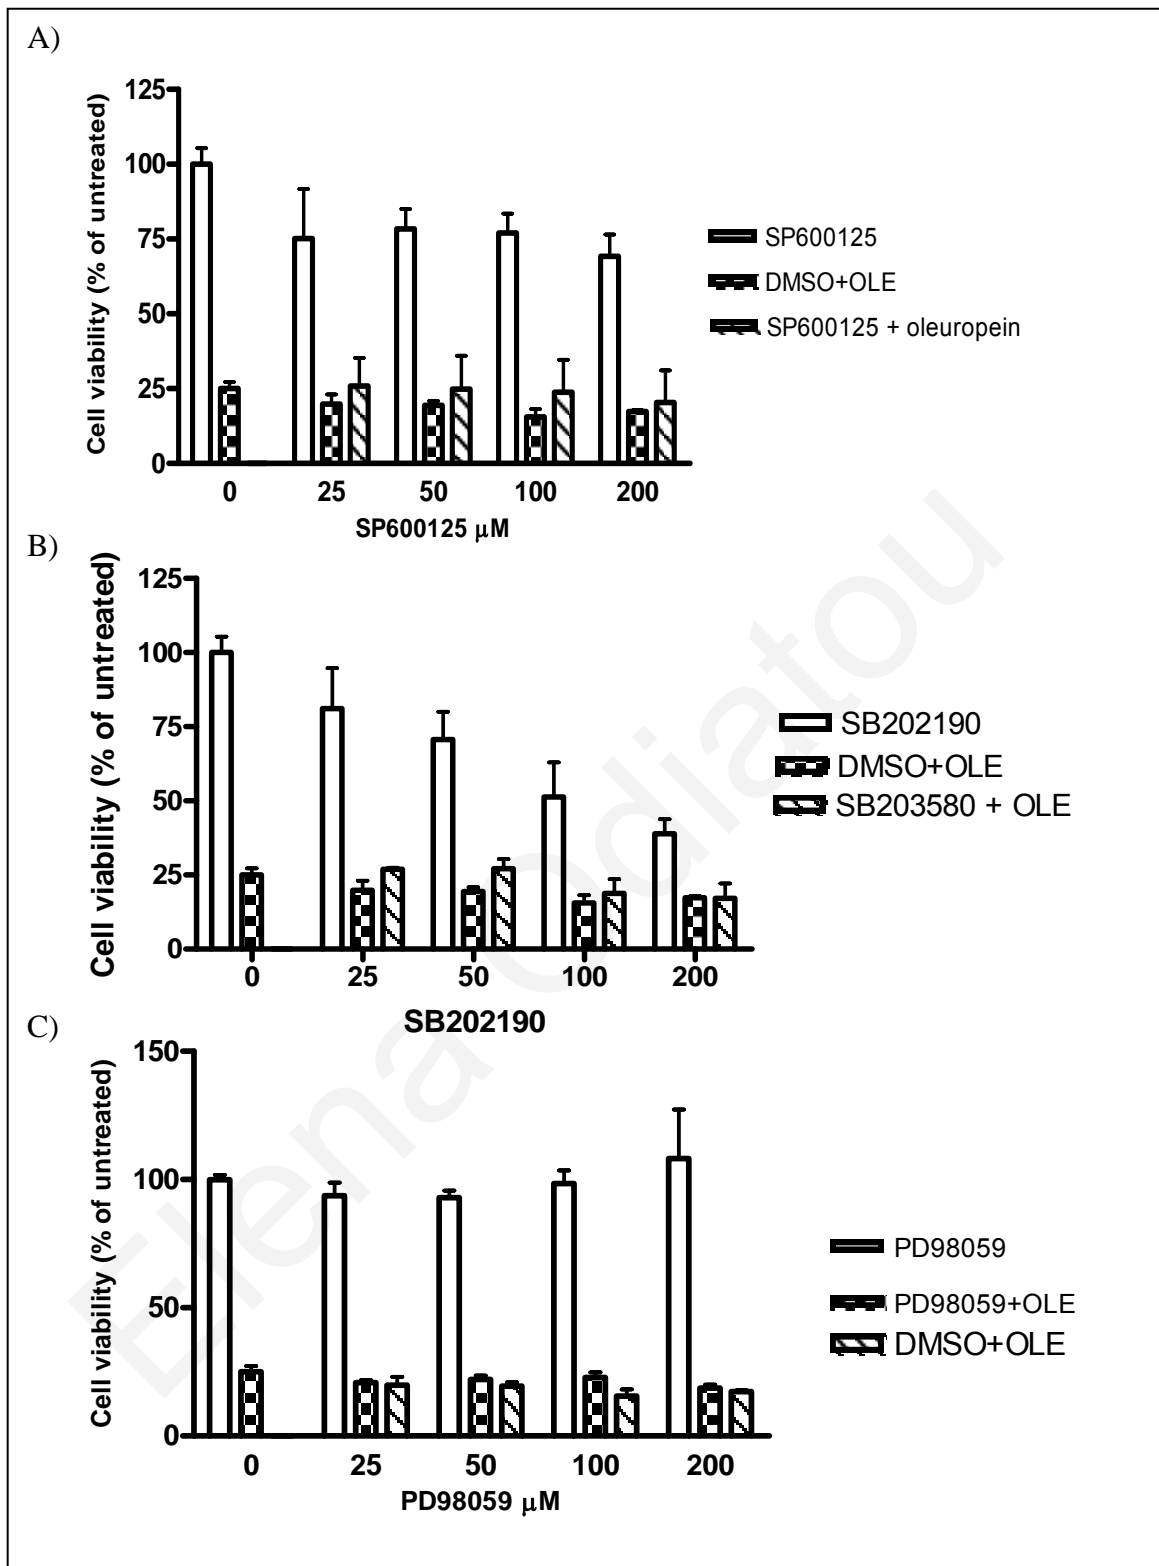 A)
Cell viability (% of untreated)
125
100
75
50
25
0
0 25 50 100 200
SP600125 μM
SP600125
DMSO+OLE
SP600125 + oleuropein
B)
Cell viability (% of untreated)
125
100
75
50
25
0
0 25 50 100 200
SB202190
SB202190
DMSO+OLE
SB203580 + OLE
C)
Cell viability (% of untreated)
150
100
50
0
0 25 50 100 200
PD98059 μM
PD98059
PD98059+OLE
DMSO+OLE
Elena Odiatou